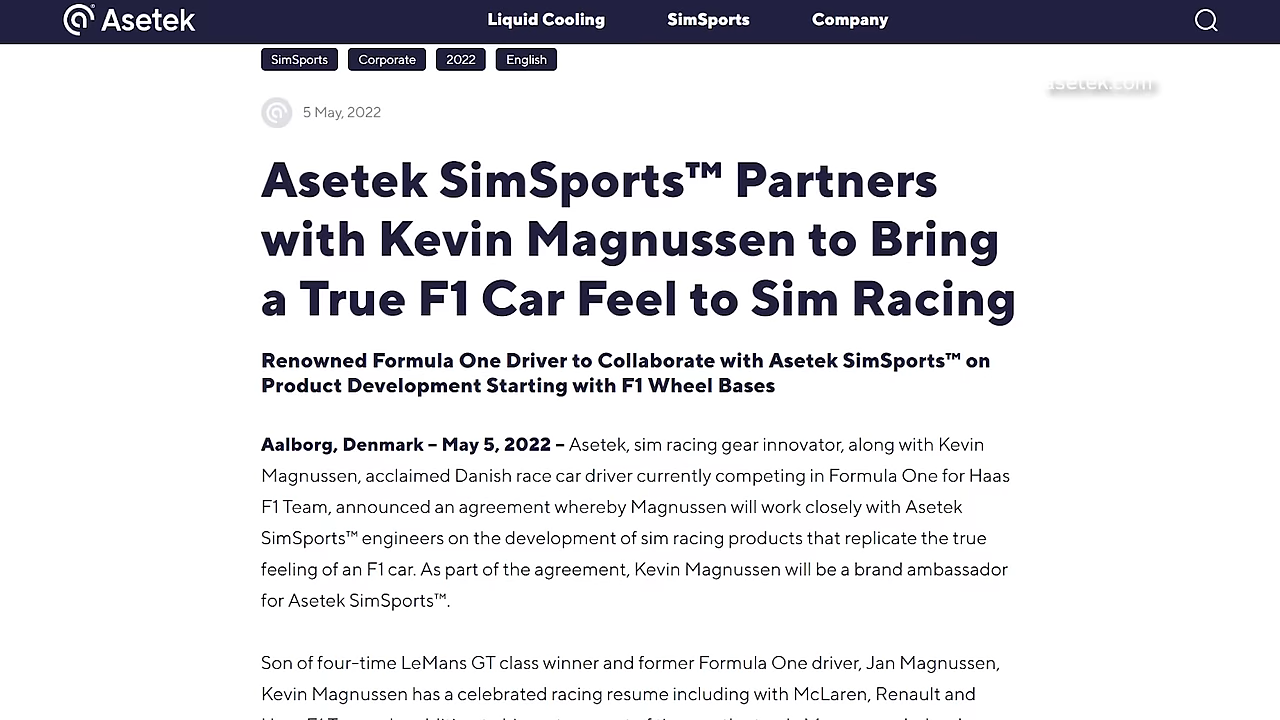 Asetek
Liquid Cooling
SimSports
Company
SimSports
Corporate
2022
English
asetek.com
5 May, 2022
Asetek SimSports™ Partners
with Kevin Magnussen to Bring
a True F1 Car Feel to Sim Racing
Renowned Formula One Driver to Collaborate with Asetek SimSports™ on
Product Development Starting with F1 Wheel Bases
Aalborg, Denmark – May 5, 2022 – Asetek, sim racing gear innovator, along with Kevin
Magnussen, acclaimed Danish race car driver currently competing in Formula One for Haas
F1 Team, announced an agreement whereby Magnussen will work closely with Asetek
SimSports™ engineers on the development of sim racing products that replicate the true
feeling of an F1 car. As part of the agreement, Kevin Magnussen will be a brand ambassador
for Asetek SimSports™.
Son of four-time LeMans GT class winner and former Formula One driver, Jan Magnussen,
Kevin Magnussen has a celebrated racing resume including with McLaren, Renault and